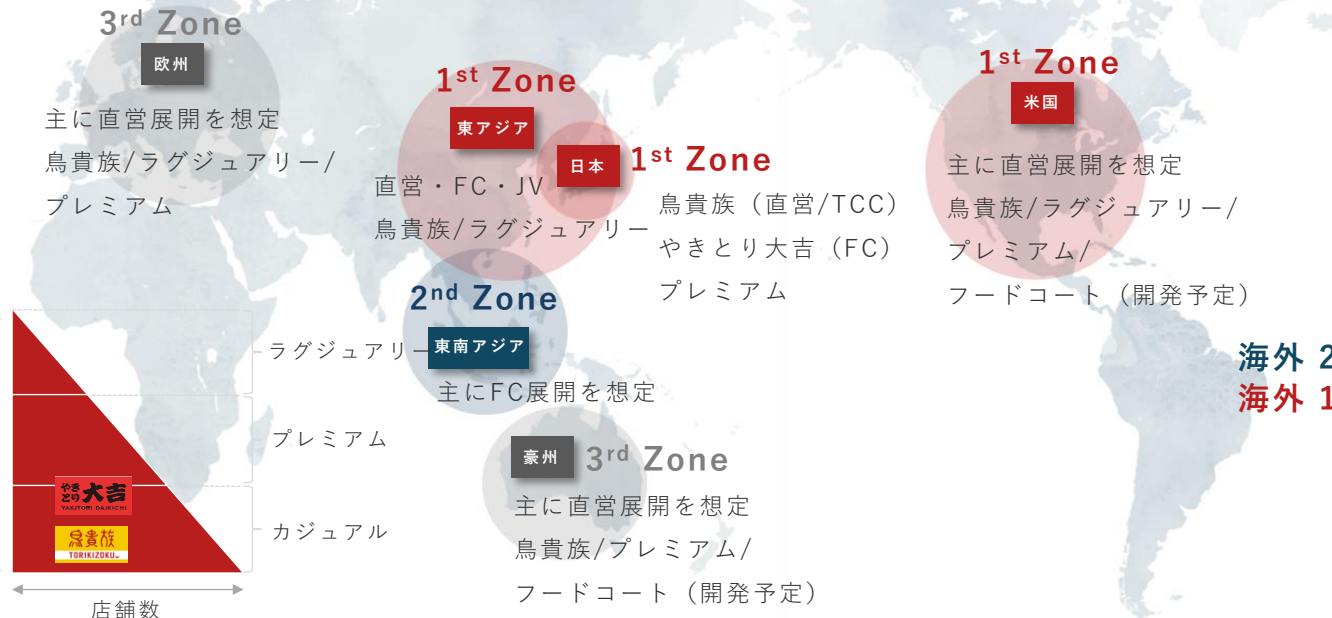 3rd Zone
欧州
主に直営展開を想定
鳥貴族/ラグジュアリー/
プレミアム
1st Zone
東アジア
直営・FC・JV
鳥貴族/ラグジュアリー
日本
1st Zone
鳥貴族（直営/TCC）
やきとり大吉（FC）
プレミアム
1st Zone
米国
主に直営展開を想定
鳥貴族/ラグジュアリー/
プレミアム/
フードコート（開発予定）
2nd Zone
東南アジア
主にFC展開を想定
豪州
3rd Zone
主に直営展開を想定
鳥貴族/プレミアム/
フードコート（開発予定）
海外 2
海外 1
ラグジュアリー
プレミアム
カジュアル
やきとり大吉
YAKITORI DAIKICHI
鳥貴族
TORIKIZOKU
店舗数